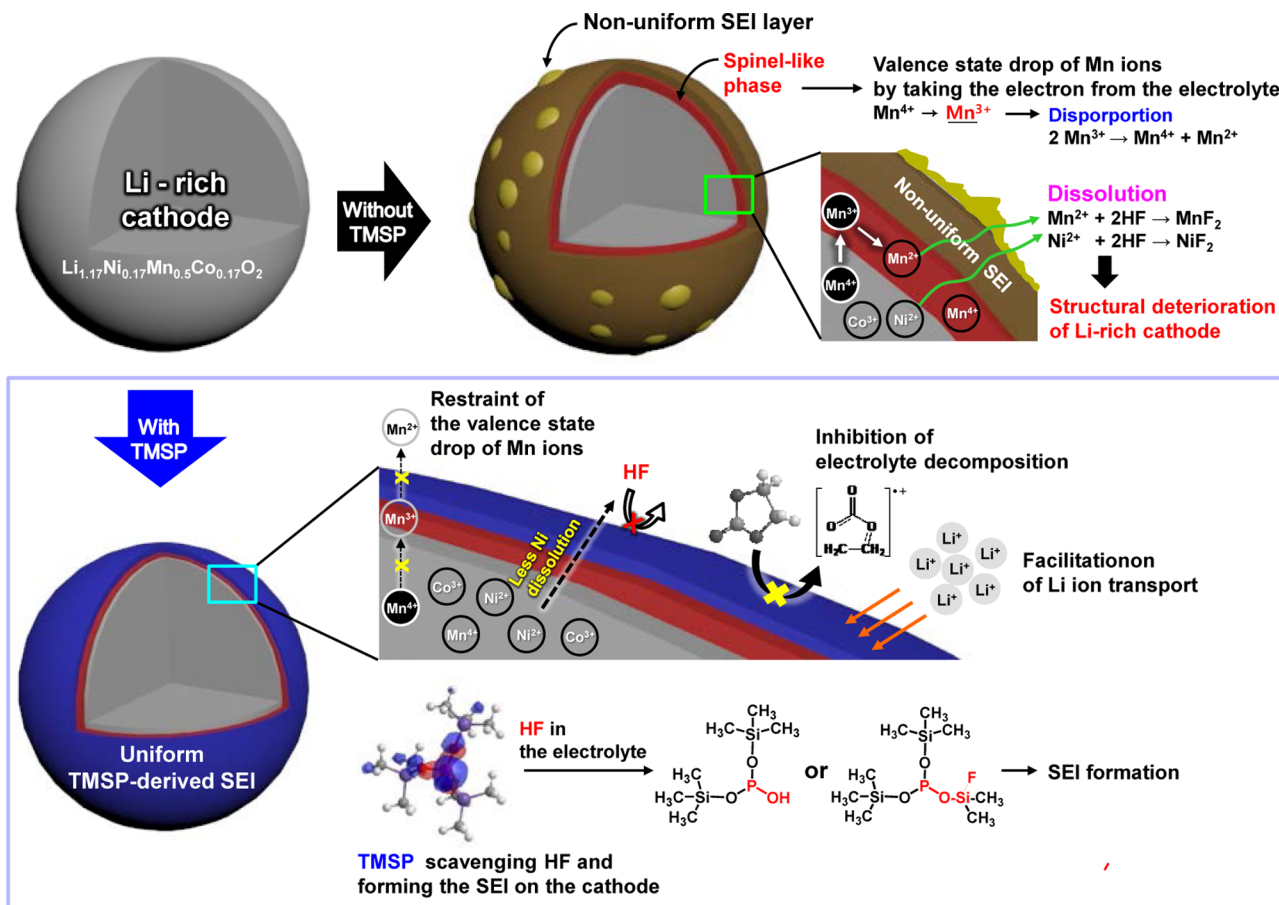 Non-uniform SEI layer
Spinel-like
phase
Valence state drop of Mn ions
by taking the electron from the electrolyte
Mn⁴⁺ → Mn³⁺
Disporportion
2 Mn³⁺ → Mn⁴⁺ + Mn²⁺
Li - rich
cathode
Li₁.₁₇Ni₀.₁₇Mn₀.₅Co₀.₁₇O₂
Without
TMSP
Non-uniform SEI
Mn³⁺
Mn²⁺
Mn⁴⁺
Co³⁺
Ni²⁺
Mn⁴⁺
Dissolution
Mn²⁺ + 2HF → MnF₂
Ni²⁺ + 2HF → NiF₂
Structural deterioration
of Li-rich cathode
With
TMSP
Mn²⁺
Restraint of
the valence state
drop of Mn ions
Mn³⁺
Mn⁴⁺
Co³⁺
Ni²⁺
Mn⁴⁺
Ni²⁺
Co³⁺
Less Ni
dissolution
HF
Inhibition of
electrolyte decomposition
O
O
O
H₂C-CH₂
•+
Li⁺
Li⁺
Li⁺
Li⁺
Li⁺
Li⁺
Facilitationon
of Li ion transport
Uniform
TMSP-derived SEI
TMSP scavenging HF and
forming the SEI on the cathode
HF in
the electrolyte
CH₃
H₃C-Si-CH₃
O
H₃C
H₃C-Si-O
P
OH
H₃C
or
CH₃
H₃C-Si-CH₃
O
F
H₃C
H₃C-Si-O
P
O-Si-CH₃
H₃C
CH₃
SEI formation